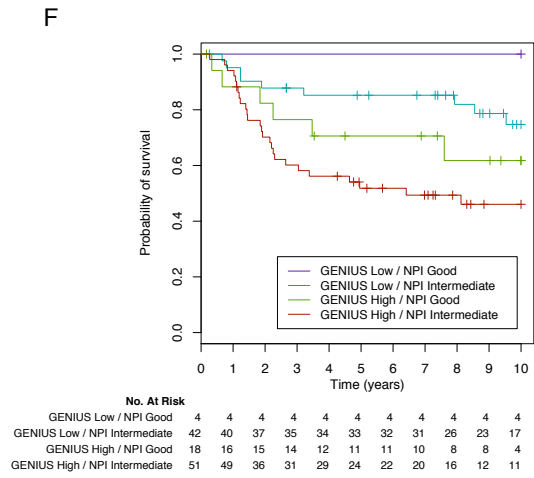 F
Probability of survival
1.0
0.8
0.6
0.4
0.2
0.0
GENIUS Low / NPI Good
GENIUS Low / NPI Intermediate
GENIUS High / NPI Good
GENIUS High / NPI Intermediate
0 1 2 3 4 5 6 7 8 9 10
Time (years)
No. At Risk
GENIUS Low / NPI Good 4 4 4 4 4 4 4 4 4 4 4
GENIUS Low / NPI Intermediate 42 40 37 35 34 33 32 31 26 23 17
GENIUS High / NPI Good 18 16 15 14 12 11 11 10 8 8 4
GENIUS High / NPI Intermediate 51 49 36 31 29 24 22 20 16 12 11